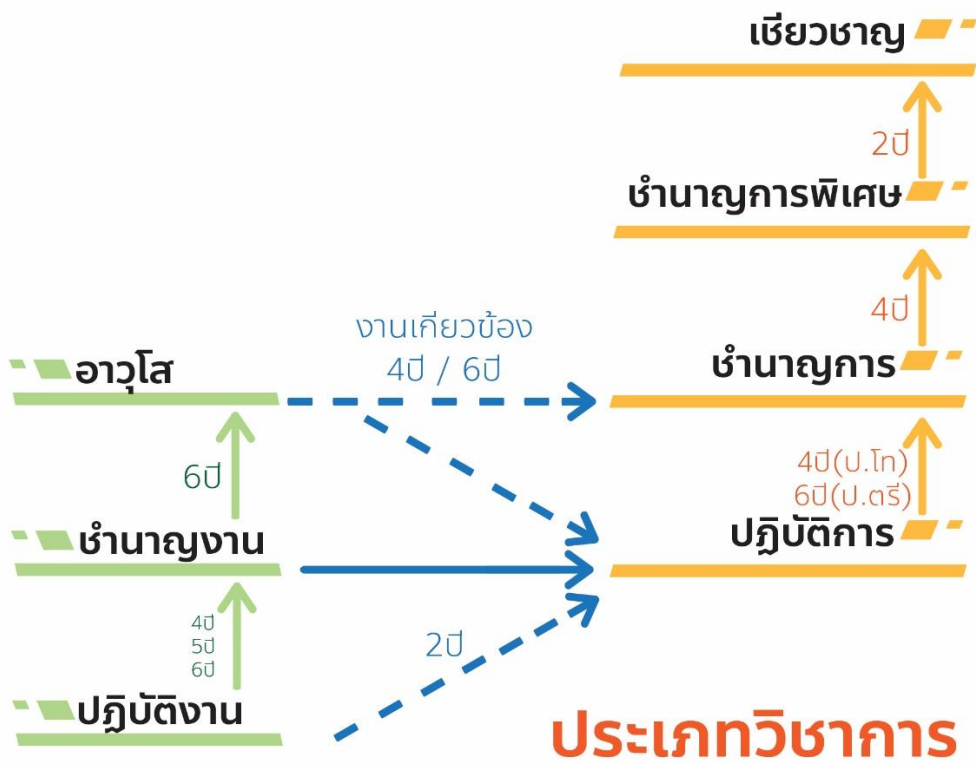 เชียวชาญ
2ปี
ชำนาญการพิเศษ
4ปี
งานเกียวข้อง
4ปี / 6ปี
อาวุโส
ชำนาญการ
6ปี
4ปี(ป.โท)
6ปี(ป.ตรี)
ชำนาญงาน
ปฏิบัติการ
4ปี
5ปี
6ปี
2ปี
ปฏิบัติงาน
ประเภทวิชาการ